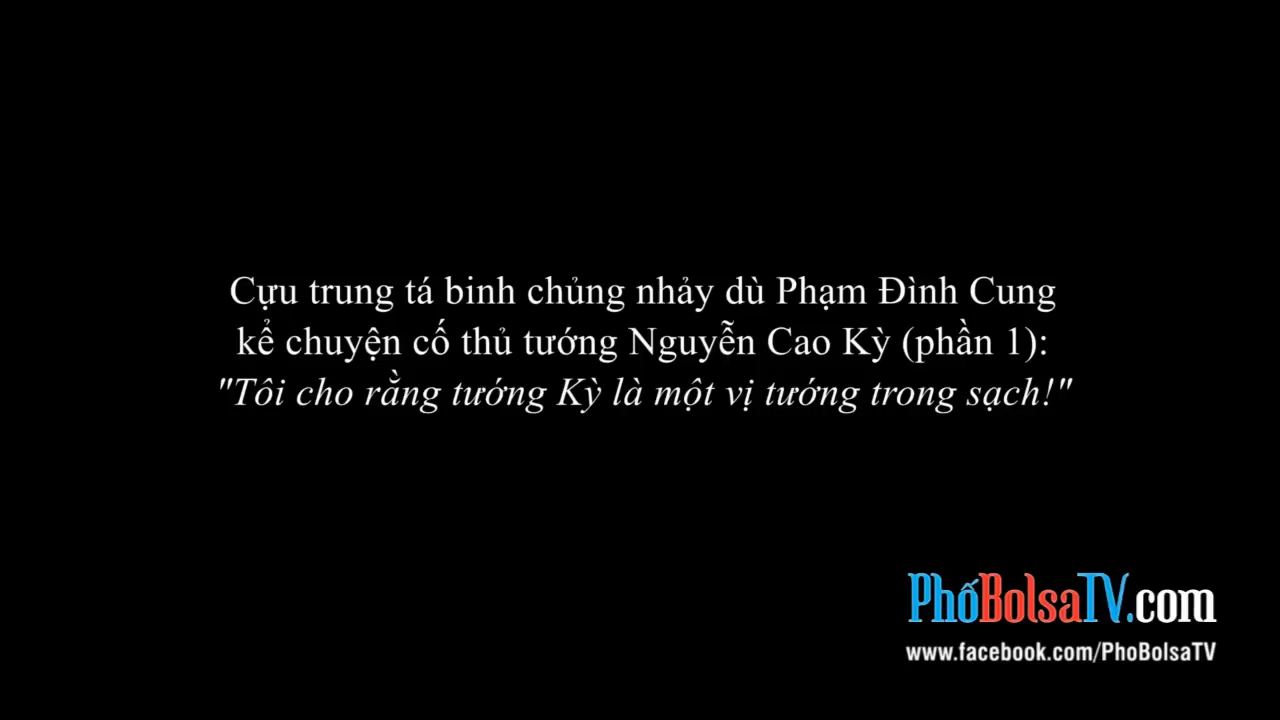 Cựu trung tá binh chủng nhảy dù Phạm Đình Cung
kể chuyện cố thủ tướng Nguyễn Cao Kỳ (phần 1):
"Tôi cho rằng tướng Kỳ là một vị tướng trong sạch!"
PhốBolsaTV.com
www.facebook.com/PhoBolsaTV